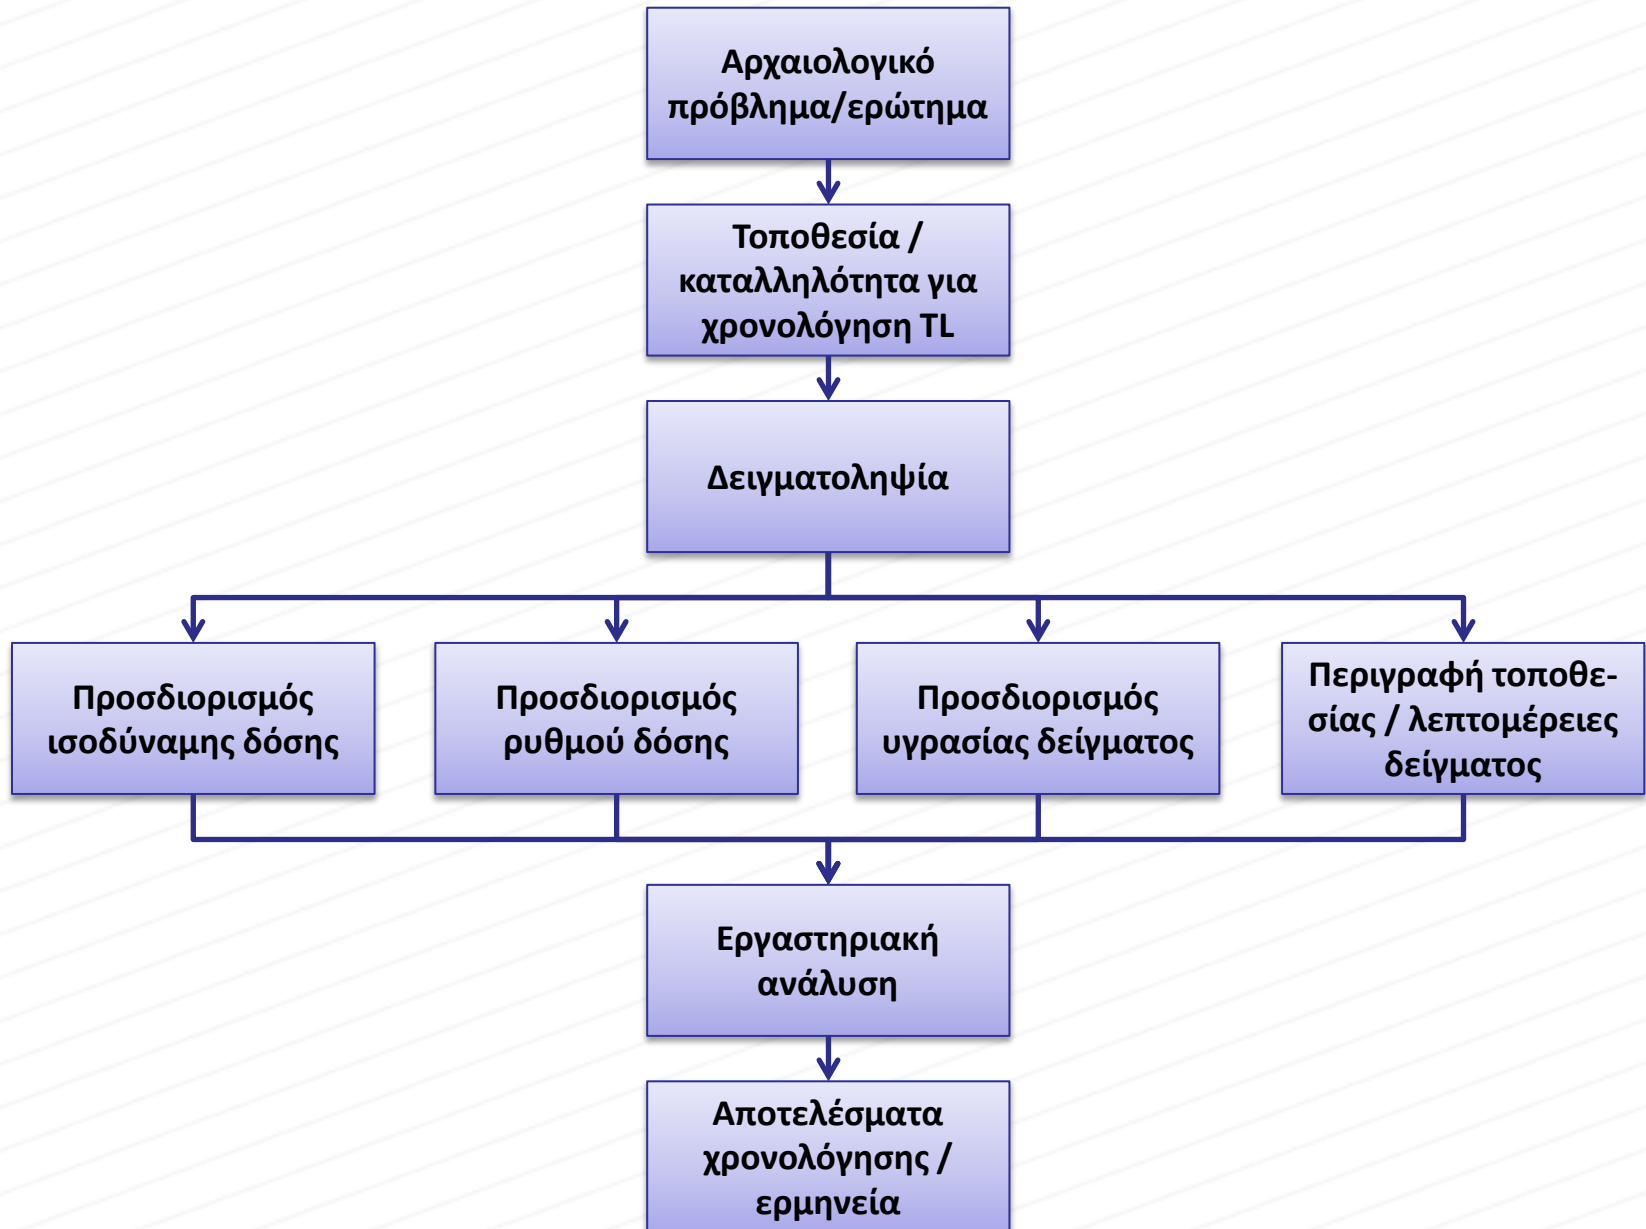 Αρχαιολογικό
πρόβλημα/ερώτημα
Τοποθεσία /
καταλληλότητα για
χρονολόγηση TL
Δειγματοληψία
Προσδιορισμός
ισοδύναμης δόσης
Προσδιορισμός
ρυθμού δόσης
Προσδιορισμός
υγρασίας δείγματος
Περιγραφή τοποθε-
σίας / λεπτομέρειες
δείγματος
Εργαστηριακή
ανάλυση
Αποτελέσματα
χρονολόγησης /
ερμηνεία